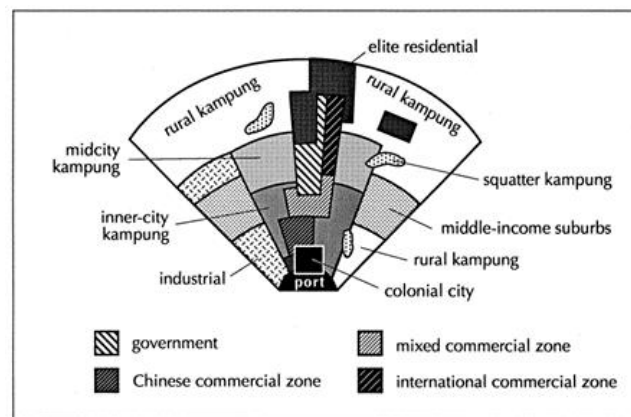 elite residential
rural kampung
rural kampung
midcity
kampung
squatter kampung
inner-city
kampung
middle-income suburbs
rural kampung
industrial
port
colonial city
government
mixed commercial zone
Chinese commercial zone
international commercial zone